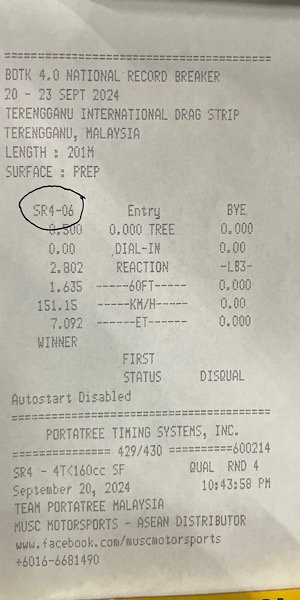 =====================================
BOTK 4.0 NATIONAL RECORD BREAKER
20 - 23 SEPT 2024
TERENGGANU INTERNATIONAL DRAG STRIP
TERENGGANU, MALAYSIA
LENGTH : 201M
SURFACE : PREP
SR4-06 Entry BYE
0.500 0.000 TREE 0.000
0.00 DIAL-IN 0.00
2.802 REACTION -LB3-
1.635 ------60FT----- 0.000
151.15 -----KM/H----- 0.00
7.092 ------ET------ 0.000
WINNER
FIRST
STATUS DISQUAL
Autostart Disabled
=====================================
PORTATREE TIMING SYSTEMS, INC.
============== 429/430 ==========600214
SR4 - 4T<160cc SF QUAL RND 4
September 20, 2024 10:43:58 PM
TEAM PORTATREE MALAYSIA
MUSC MOTORSPORTS - ASEAN DISTRIBUTOR
www.facebook.com/muscmotorsports
+6016-6681490